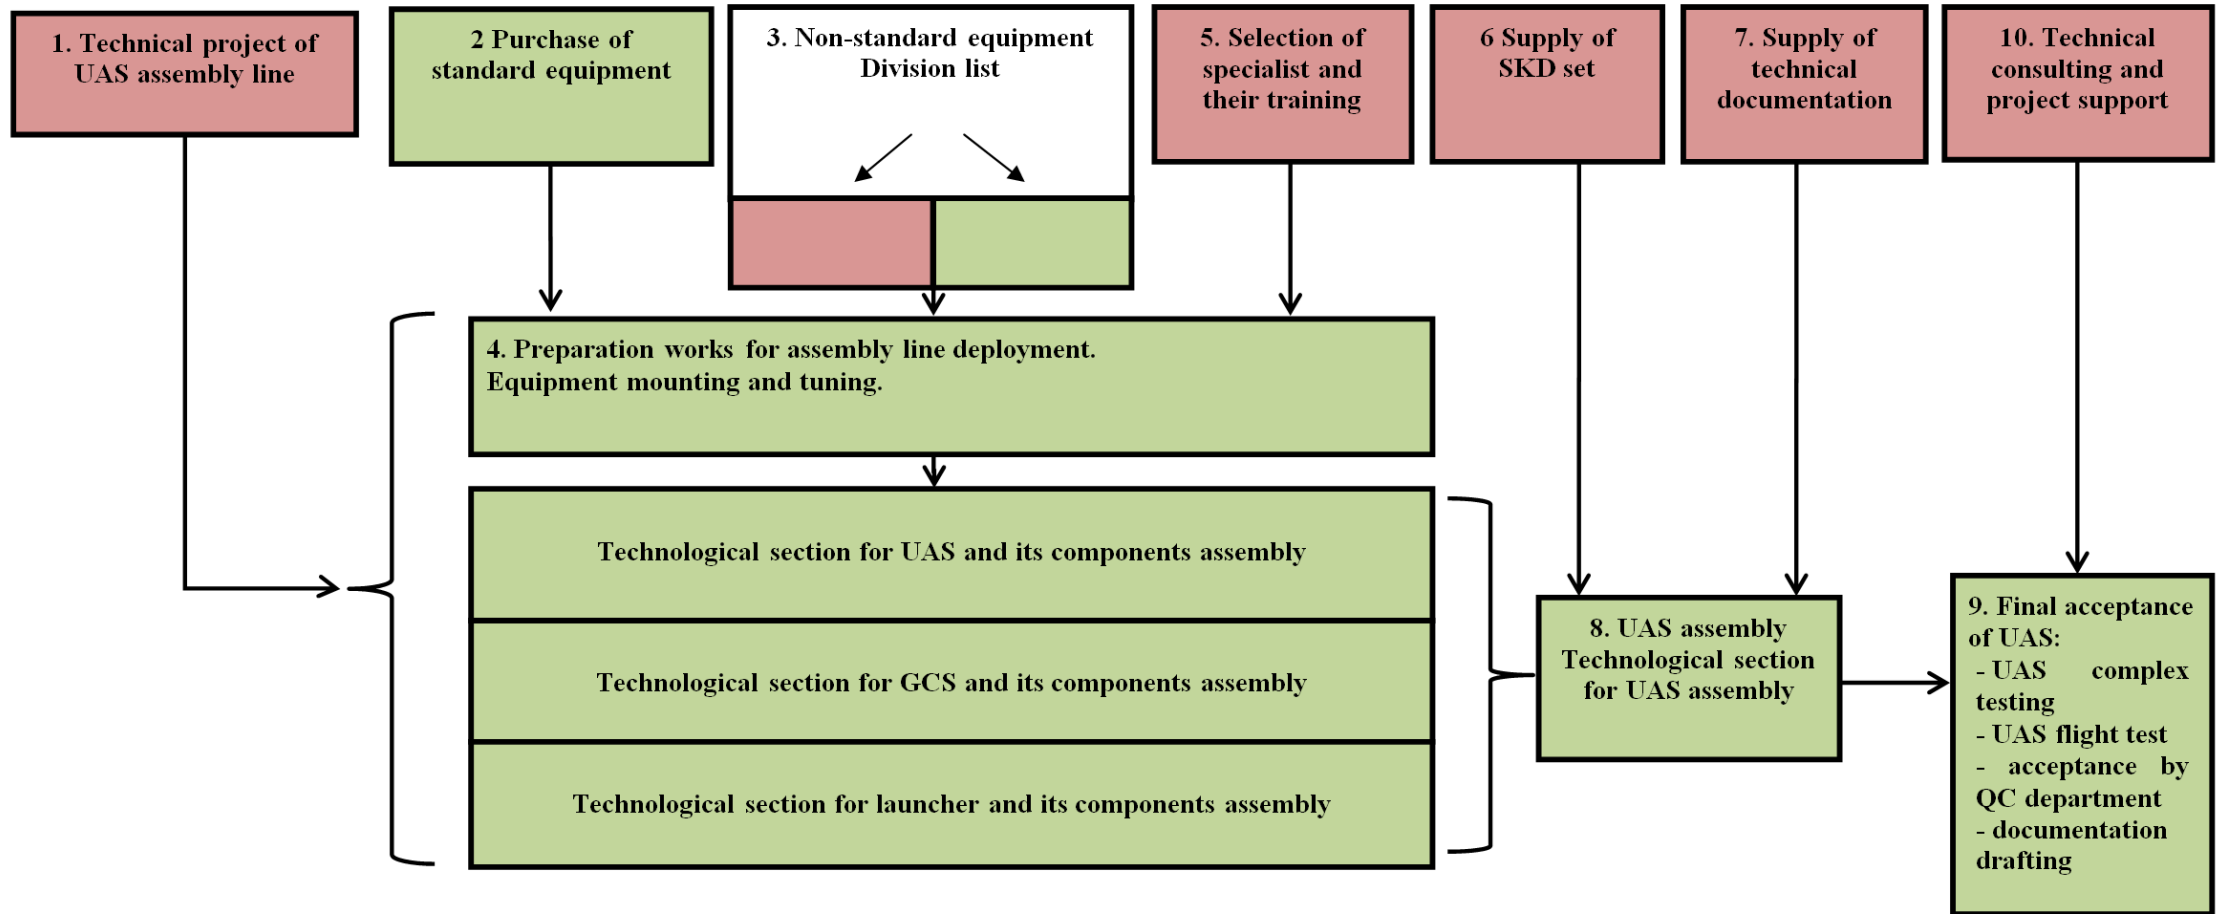 1. Technical project of
UAS assembly line
2 Purchase of
standard equipment
3. Non-standard equipment
Division list
5. Selection of
specialist and
their training
6 Supply of
SKD set
7. Supply of
technical
documentation
10. Technical
consulting and
project support
4. Preparation works for assembly line deployment.
Equipment mounting and tuning.
Technological section for UAS and its components assembly
Technological section for GCS and its components assembly
Technological section for launcher and its components assembly
8. UAS assembly
Technological section
for UAS assembly
9. Final acceptance
of UAS:
- UAS complex
testing
- UAS flight test
- acceptance by
QC department
- documentation
drafting